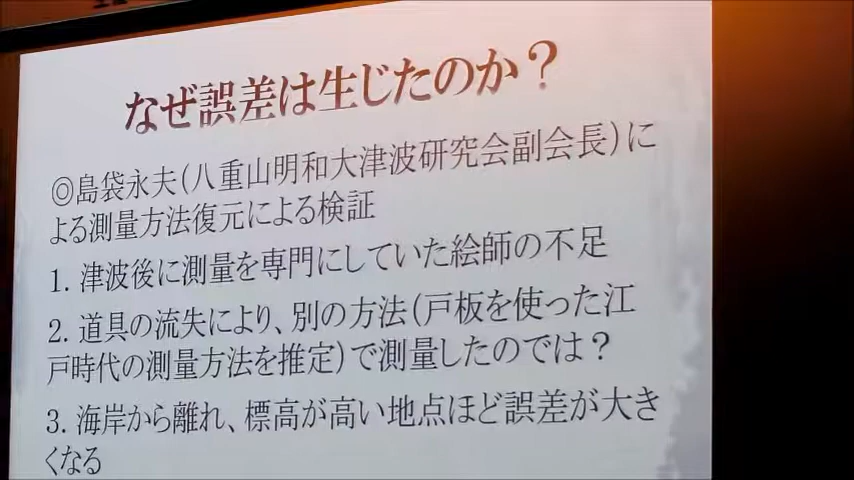 なぜ誤差は生じたのか？
◎島袋永夫(八重山明和大津波研究会副会長)に
よる測量方法復元による検証
1. 津波後に測量を専門にしていた絵師の不足
2. 道具の流失により、別の方法(戸板を使った江
戸時代の測量方法を推定)で測量したのでは？
3. 海岸から離れ、標高が高い地点ほど誤差が大き
くなる